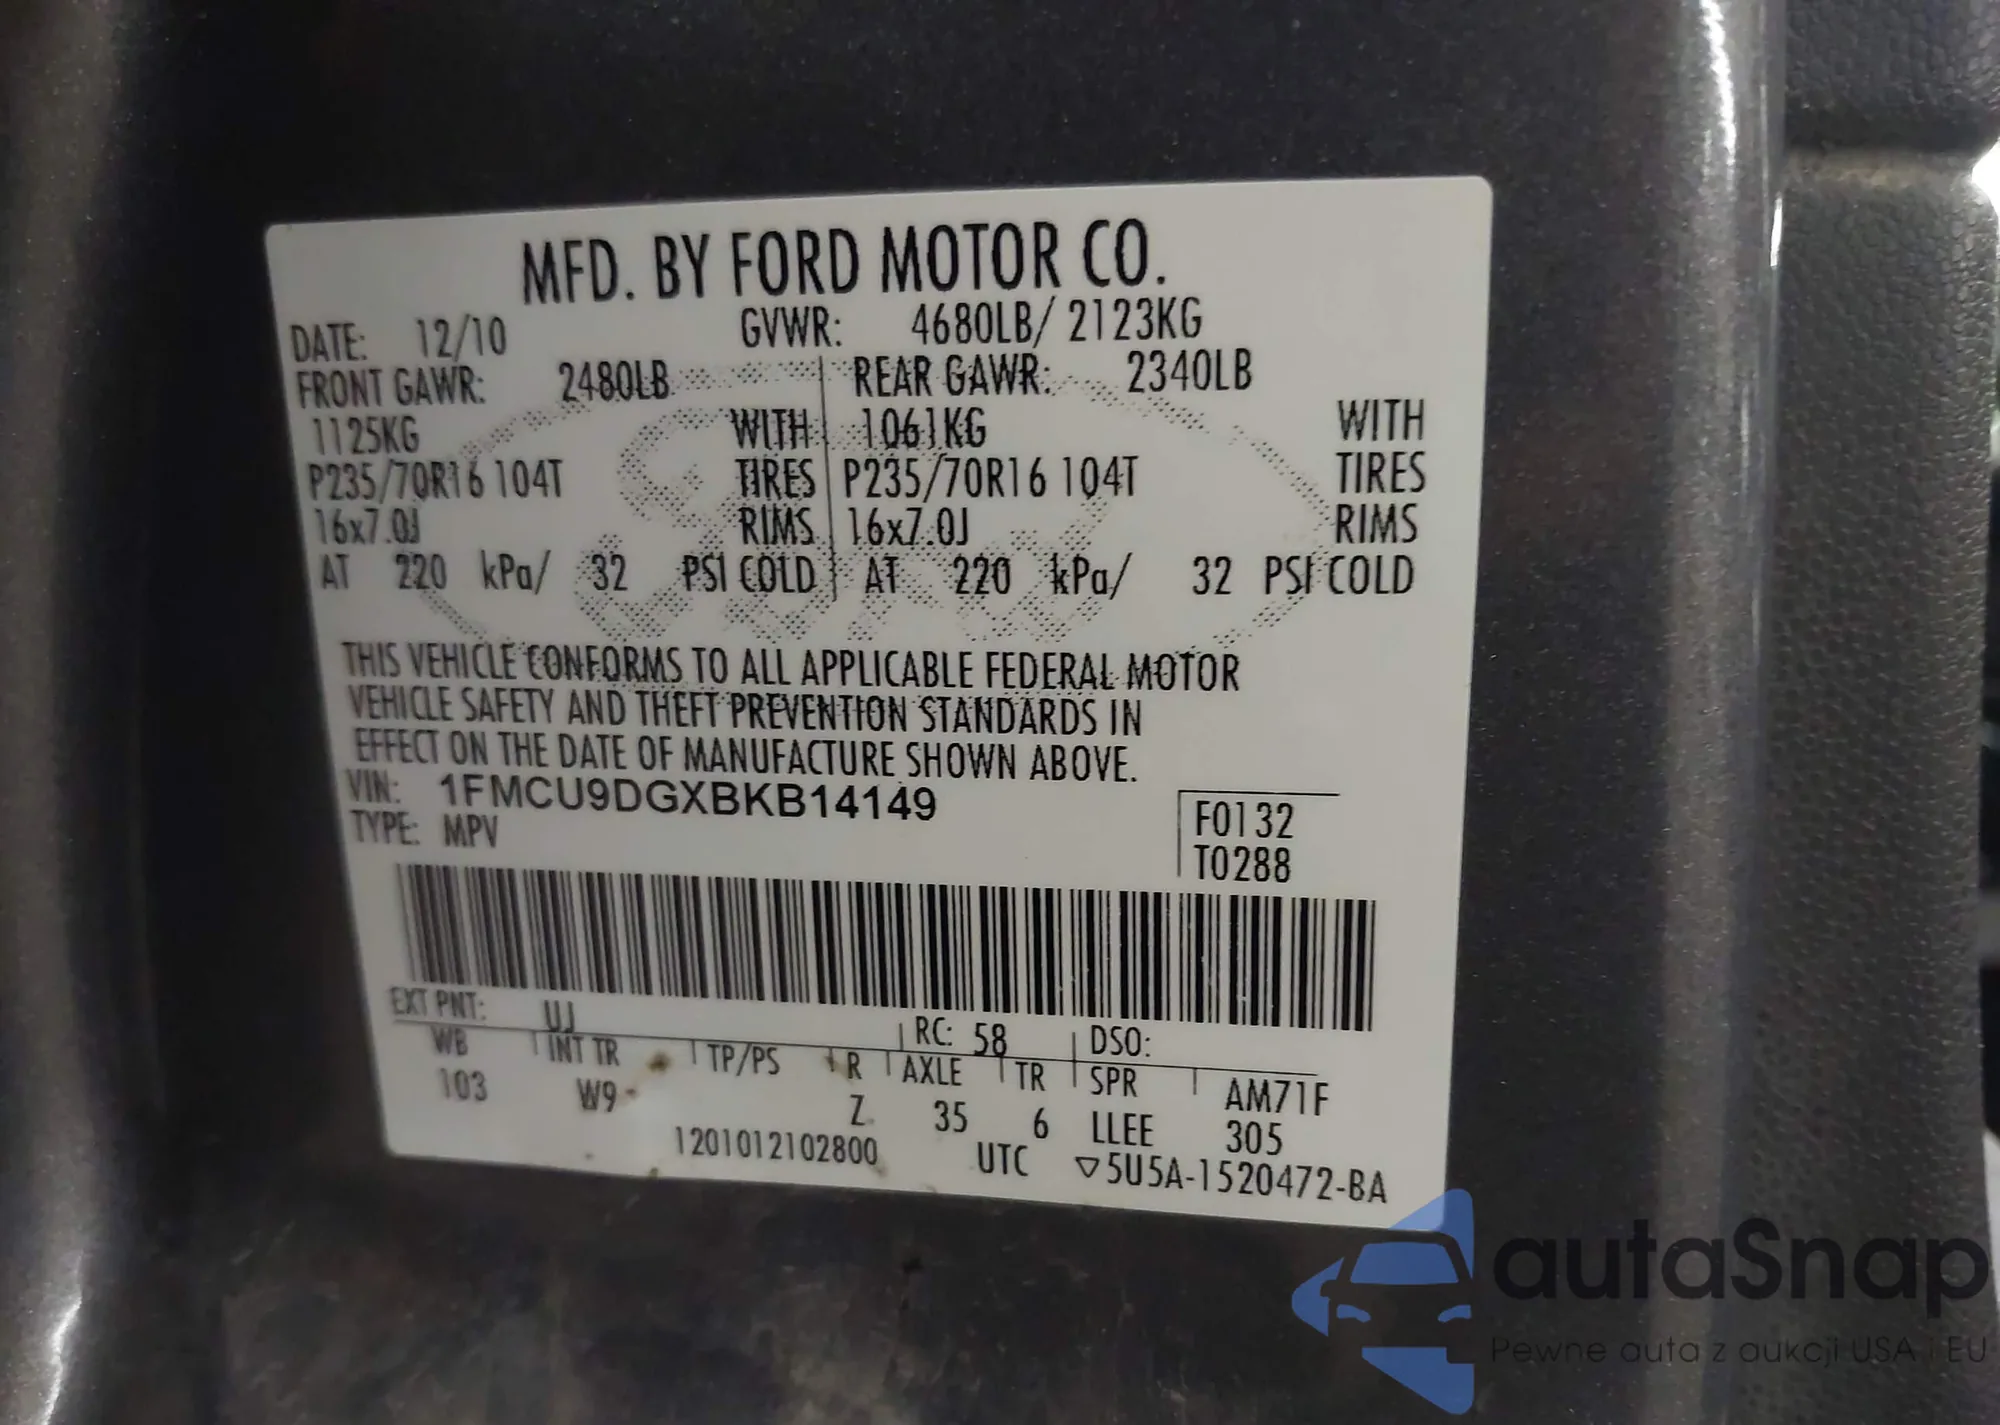 MFD. BY FORD MOTOR CO.
DATE: 12/10 GVWR: 4680LB/ 2123KG
FRONT GAWR: 2480LB REAR GAWR: 2340LB
1125KG WITH 1061KG WITH
P235/70R16 104T TIRES P235/70R16 104T TIRES
16x7.0J RIMS 16x7.0J RIMS
AT 220 kPa/ 32 PSI COLD AT 220 kPa/ 32 PSI COLD
THIS VEHICLE CONFORMS TO ALL APPLICABLE FEDERAL MOTOR
VEHICLE SAFETY AND THEFT PREVENTION STANDARDS IN
EFFECT ON THE DATE OF MANUFACTURE SHOWN ABOVE.
VIN: 1FMCU9DGXBKB14149
TYPE: MPV
F0132
T0288
EXT PNT: UJ RC: 58 DSO:
WB INT TR TP/PS R AXLE TR SPR AM71F
103 W9 Z 35 6 LLEE 305
1201012102800 UTC ▽5U5A-1520472-BA
autaSnap
Pewne auta z aukcji USA i EU